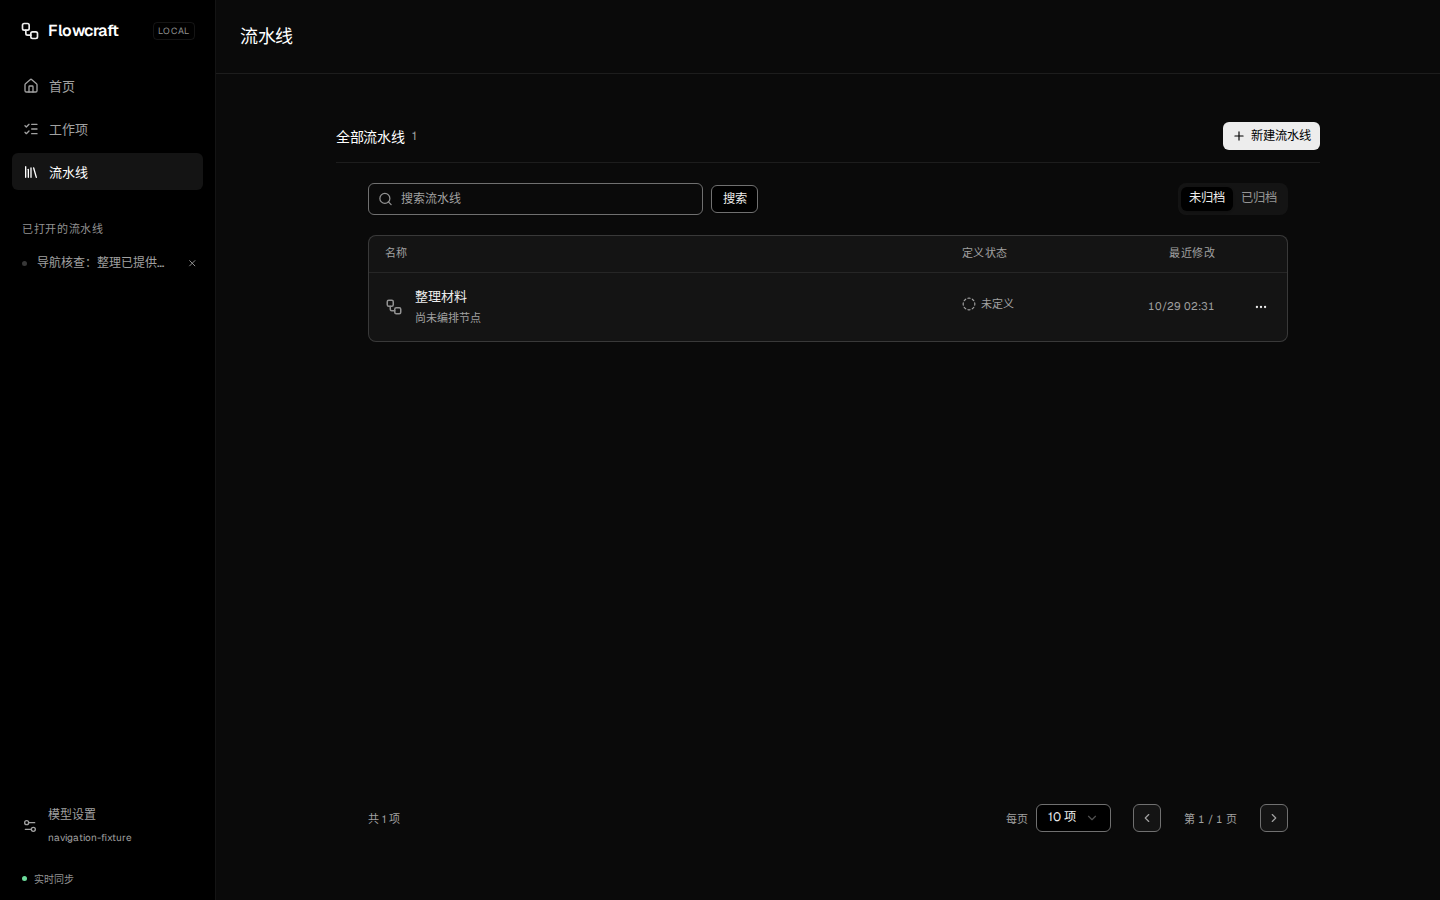 Flowcraft LOCAL
首页
工作项
流水线
已打开的流水线
导航核查：整理已提供...
模型设置
navigation-fixture
实时同步
流水线
全部流水线 1
新建流水线
搜索流水线 搜索
未归档 已归档
名称 定义状态 最近修改
整理材料
尚未编排节点
未定义 10/29 02:31
共 1 项
每页 10 项 第 1 / 1 页